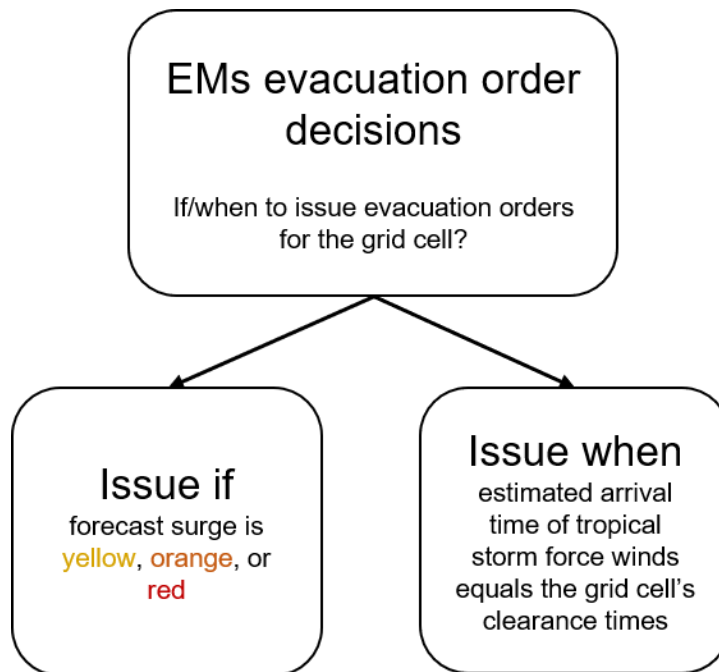 EMs evacuation order
decisions
If/when to issue evacuation orders
for the grid cell?
Issue if
forecast surge is
yellow, orange, or
red
Issue when
estimated arrival
time of tropical
storm force winds
equals the grid cell's
clearance times